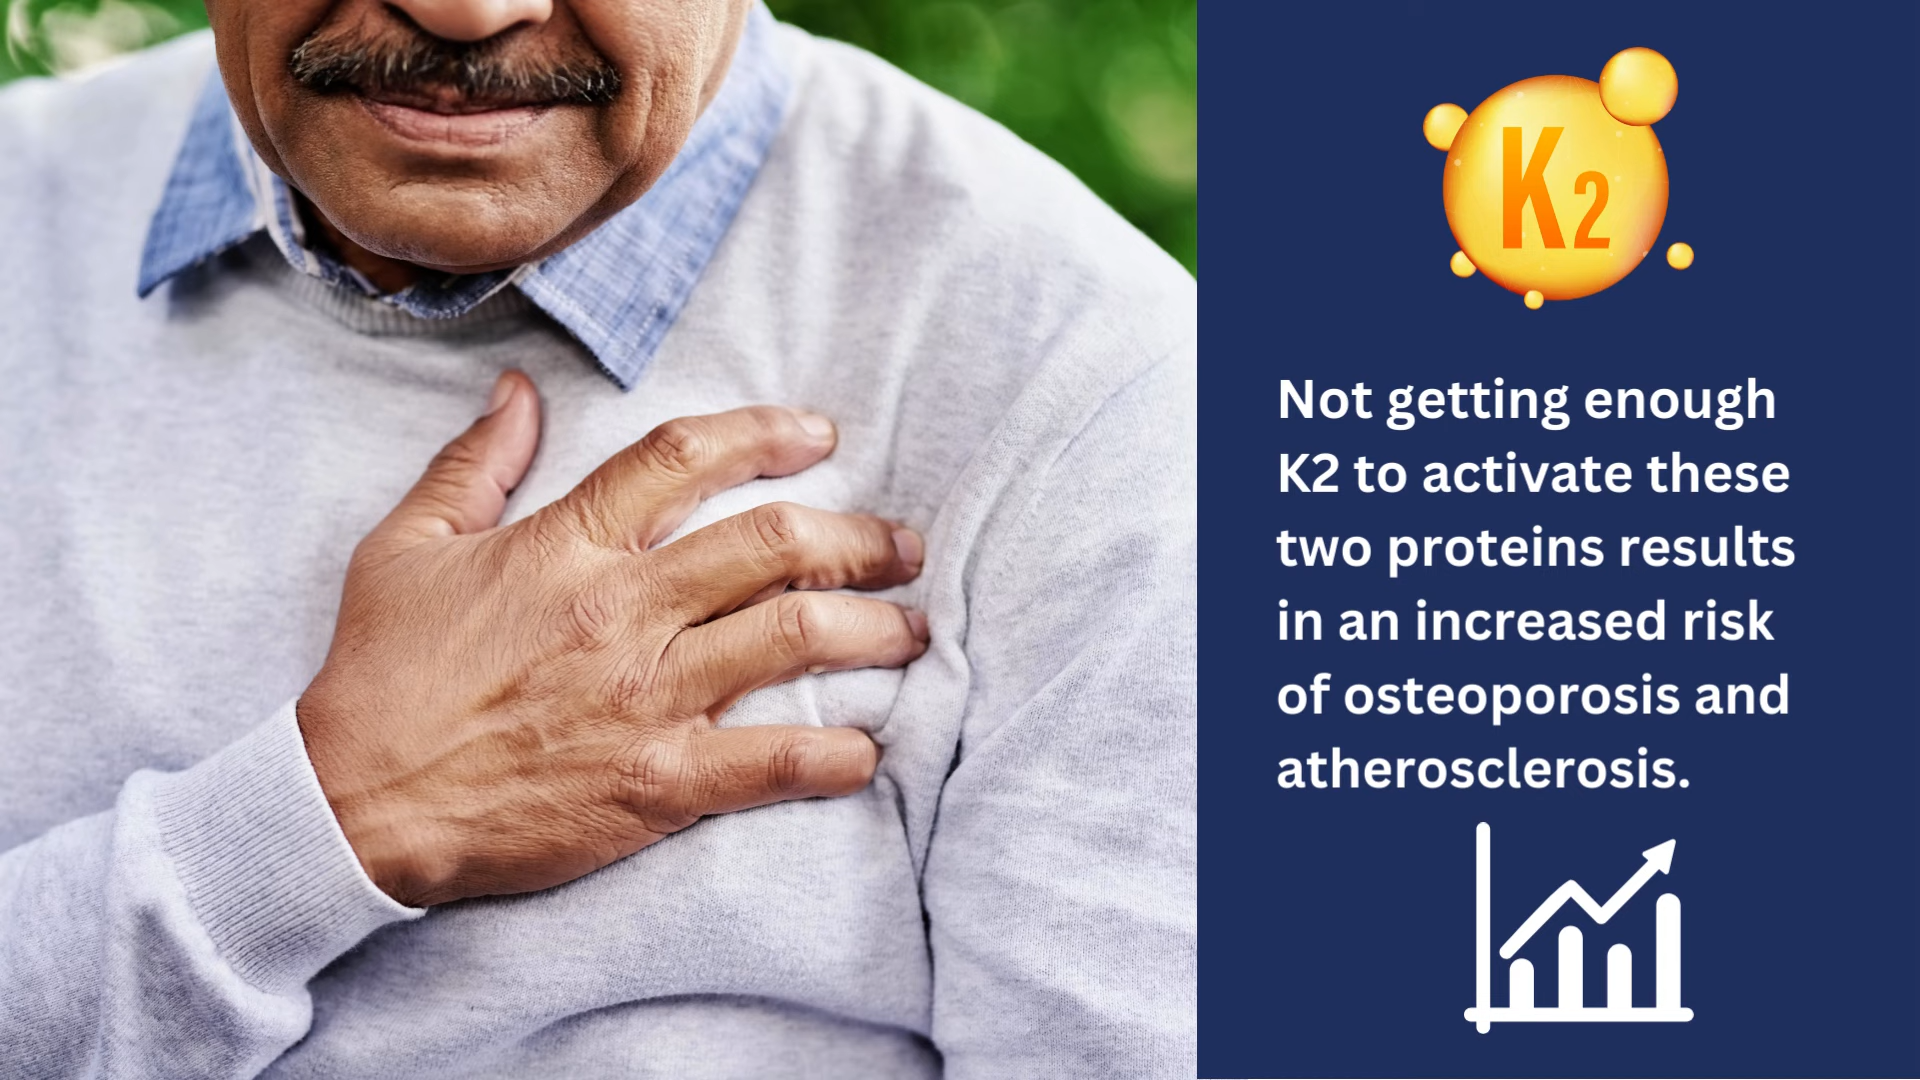 K2
Not getting enough
K2 to activate these
two proteins results
in an increased risk
of osteoporosis and
atherosclerosis.